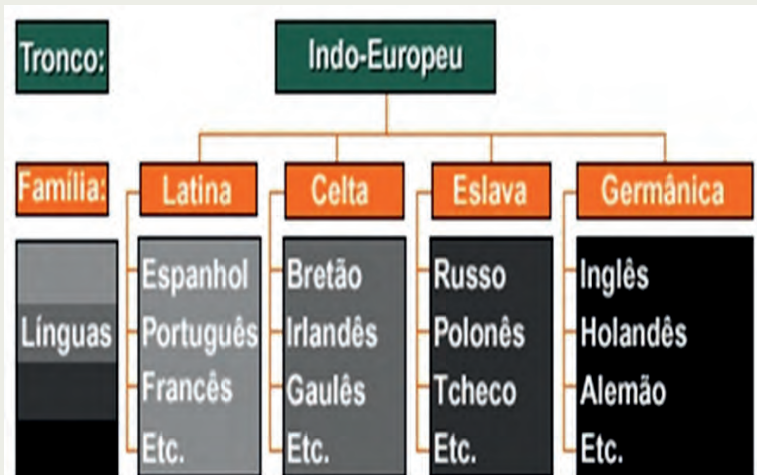 Tronco:
Indo-Europeu
Família:
Latina
Celta
Eslava
Germânica
Línguas
Espanhol
Português
Francês
Etc.
Bretão
Irlandês
Gaulês
Etc.
Russo
Polonês
Tcheco
Etc.
Inglês
Holandês
Alemão
Etc.